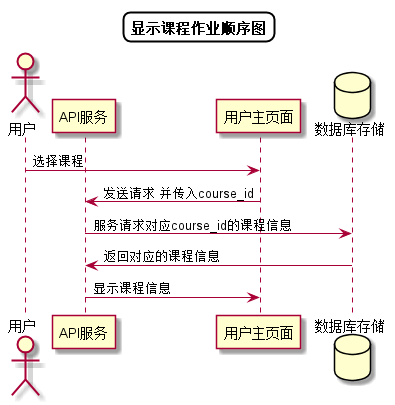 显示课程作业顺序图
用户
API服务
用户主页面
数据库存储
选择课程
发送请求 并传入course_id
服务请求对应course_id的课程信息
返回对应的课程信息
显示课程信息
用户
API服务
用户主页面
数据库存储